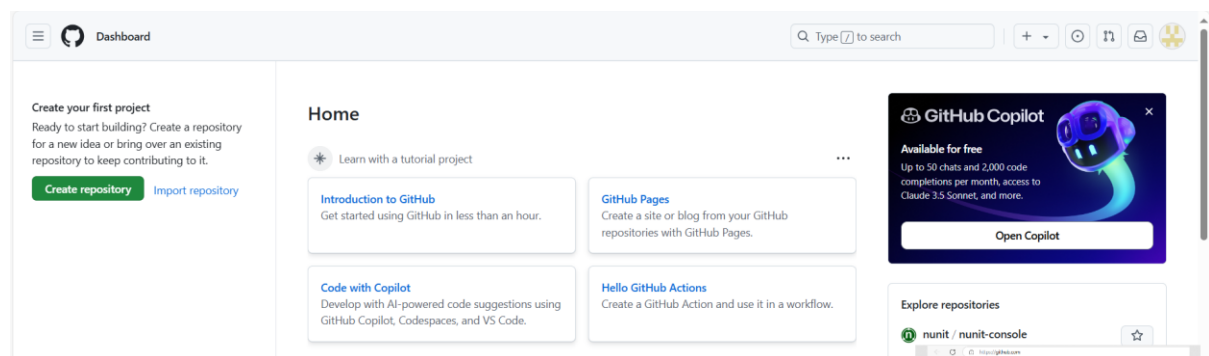 Dashboard
Type / to search
Create your first project
Ready to start building? Create a repository
for a new idea or bring over an existing
repository to keep contributing to it.
Create repository
Import repository
Home
Learn with a tutorial project
Introduction to GitHub
Get started using GitHub in less than an hour.
GitHub Pages
Create a site or blog from your GitHub
repositories with GitHub Pages.
Code with Copilot
Develop with AI-powered code suggestions using
GitHub Copilot, Codespaces, and VS Code.
Hello GitHub Actions
Create a GitHub Action and use it in a workflow.
GitHub Copilot
Available for free
Up to 50 chats and 2,000 code
completions per month, access to
Claude 3.5 Sonnet, and more.
Open Copilot
Explore repositories
nunit / nunit-console
https://github.com